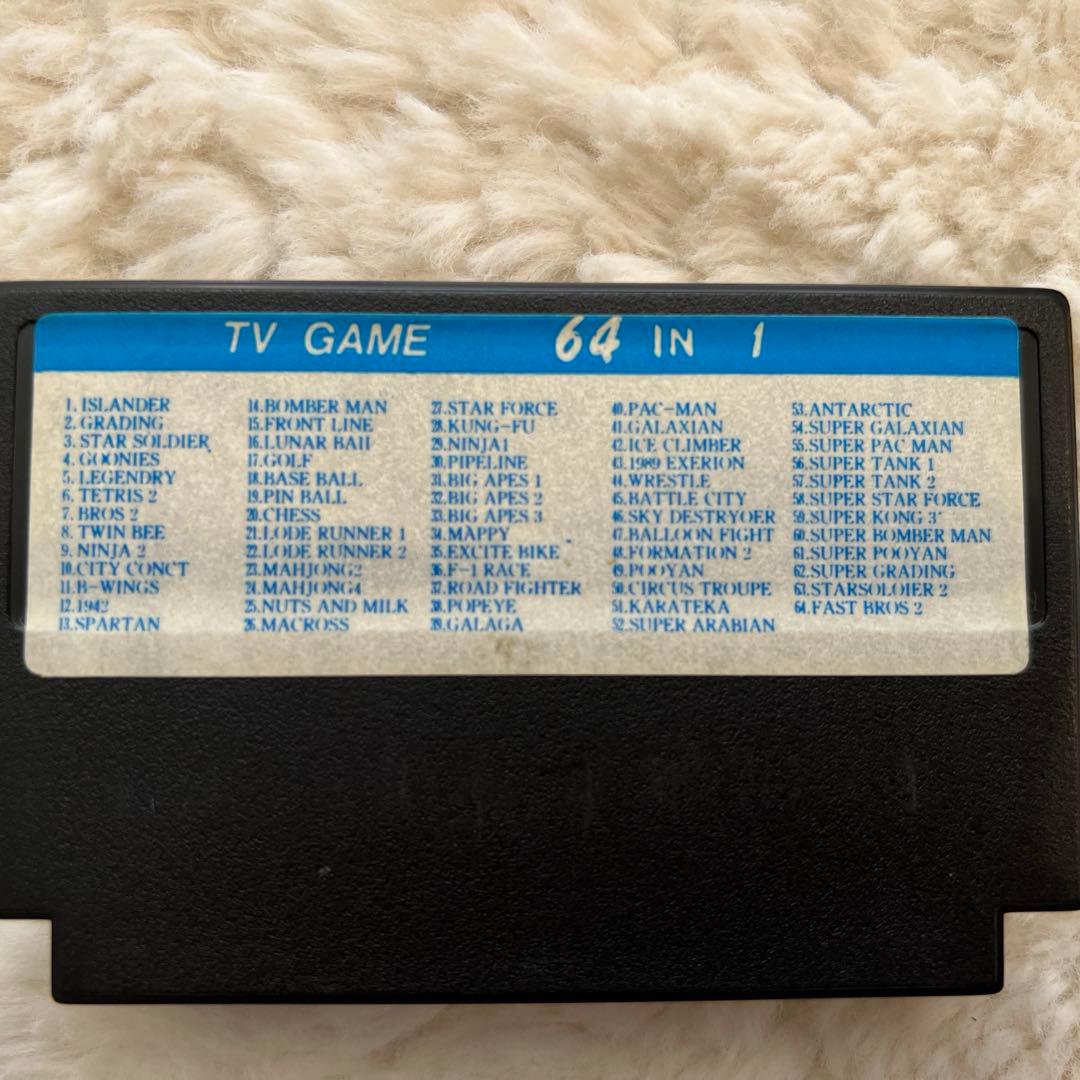 TV GAME 64 IN 1
1. ISLANDER
2. GRADING
3. STAR SOLDIER
4. GOONIES
5. LEGENDRY
6. TETRIS 2
7. BROS 2
8. TWIN BEE
9. NINJA 2
10. CITY CONCT
11. B-WINGS
12. 1942
13. SPARTAN
14. BOMBER MAN
15. FRONT LINE
16. LUNAR BAII
17. GOLF
18. BASE BALL
19. PIN BALL
20. CHESS
21. LODE RUNNER 1
22. LODE RUNNER 2
23. MAHJONG2
24. MAHJONG4
25. NUTS AND MILK
26. MACROSS
27. STAR FORCE
28. KUNG-FU
29. NINJA1
30. PIPELINE
31. BIG APES 1
32. BIG APES 2
33. BIG APES 3
34. MAPPY
35. EXCITE BIKE
36. F-1 RACE
37. ROAD FIGHTER
38. POPEYE
39. GALAGA
40. PAC-MAN
41. GALAXIAN
42. ICE CLIMBER
43. 1989 EXERION
44. WRESTLE
45. BATTLE CITY
46. SKY DESTRYOER
47. BALLOON FIGHT
48. FORMATION 2
49. POOYAN
50. CIRCUS TROUPE
51. KARATEKA
52. SUPER ARABIAN
53. ANTARCTIC
54. SUPER GALAXIAN
55. SUPER PAC MAN
56. SUPER TANK 1
57. SUPER TANK 2
58. SUPER STAR FORCE
59. SUPER KONG 3
60. SUPER BOMBER MAN
61. SUPER POOYAN
62. SUPER GRADING
63. STARSOLOIER 2
64. FAST BROS 2